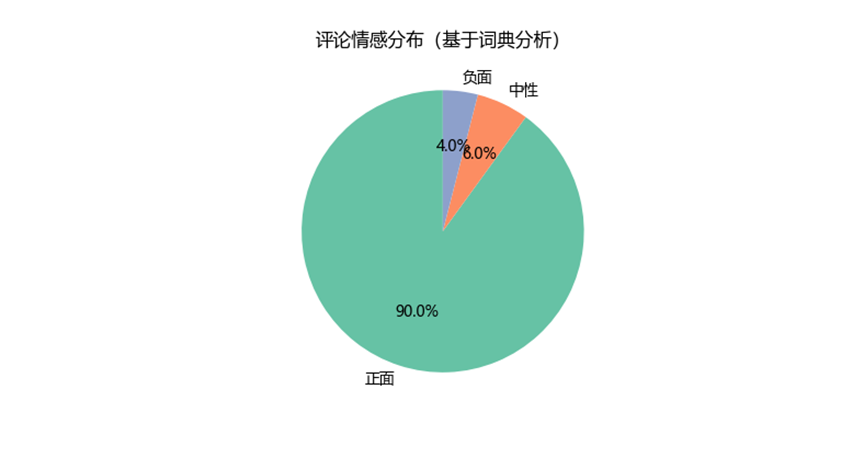 评论情感分布（基于词典分析）
负面
中性
4.0%
6.0%
90.0%
正面